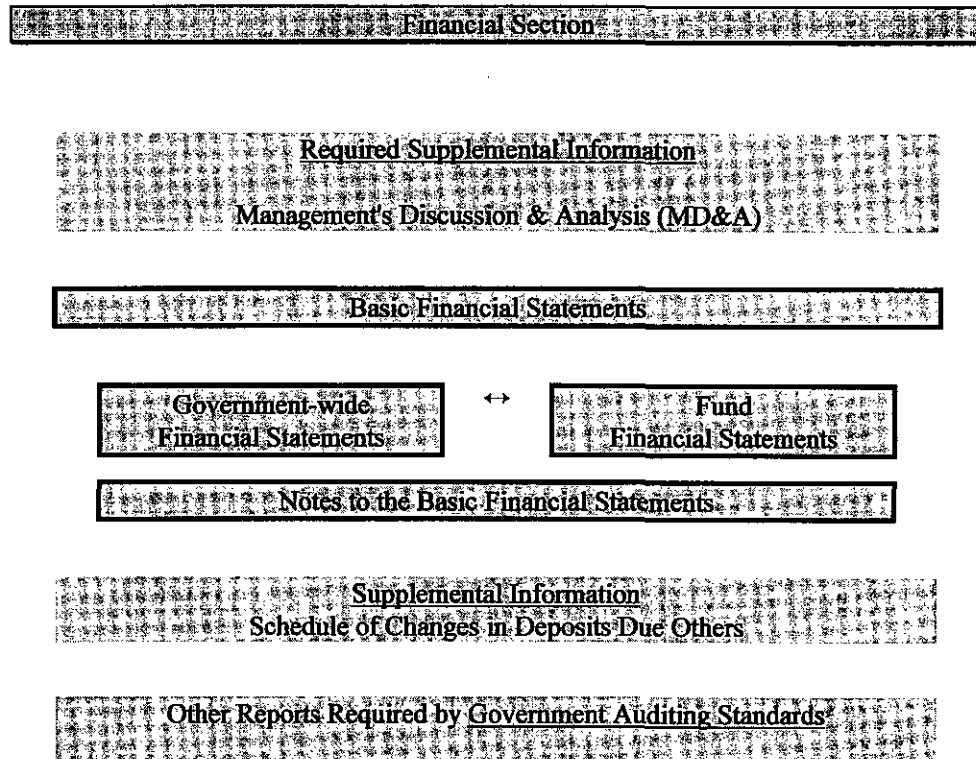 Financial Section
Required Supplemental Information
Management's Discussion & Analysis (MD&A)
Basic Financial Statements
Government-wide ↔ Fund
Financial Statements Financial Statements
Notes to the Basic Financial Statements
Supplemental Information
Schedule of Changes in Deposits Due Others
Other Reports Required by Government Auditing Standards